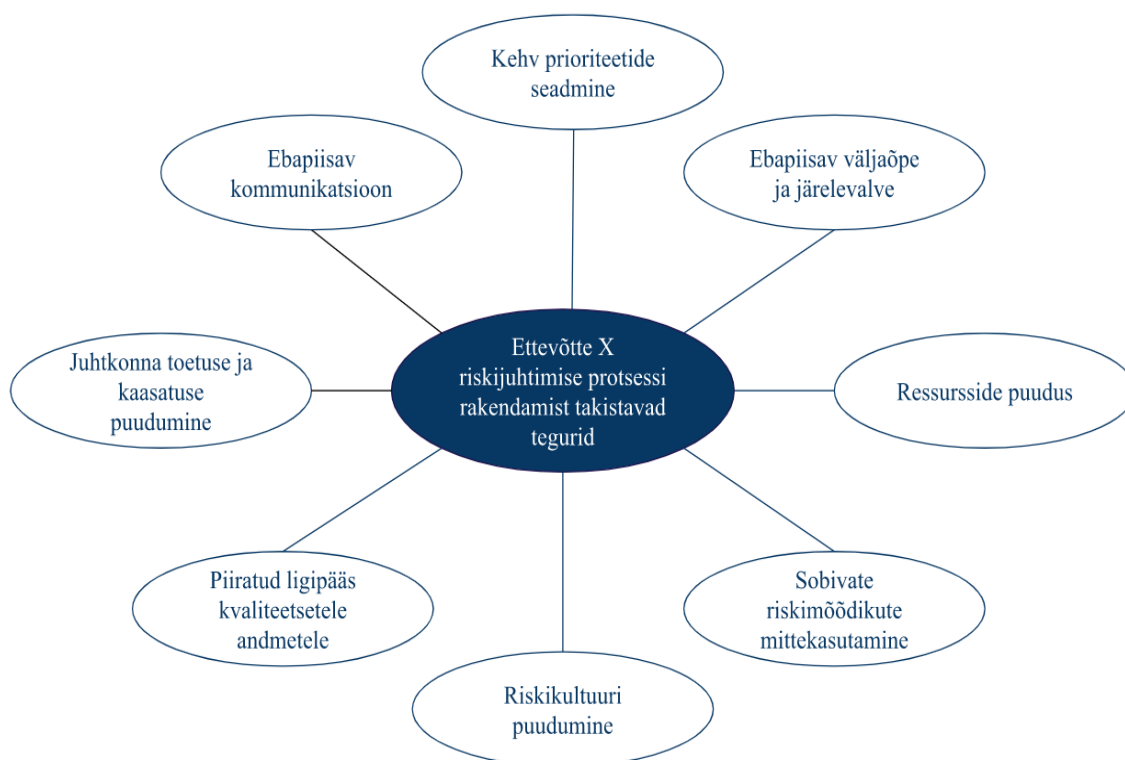 Kehv prioriteetide
seadmine
Ebapiisav
kommunikatsioon
Ebapiisav väljaõpe
ja järelevalve
Ettevõtte X
riskijuhtimise protsessi
rakendamist takistavad
tegurid
Juhtkonna toetuse ja
kaasatuse
puudumine
Ressursside puudus
Piiratud ligipääs
kvaliteetsetele
andmetele
Sobivate
riskimõõdikute
mittekasutamine
Riskikultuuri
puudumine